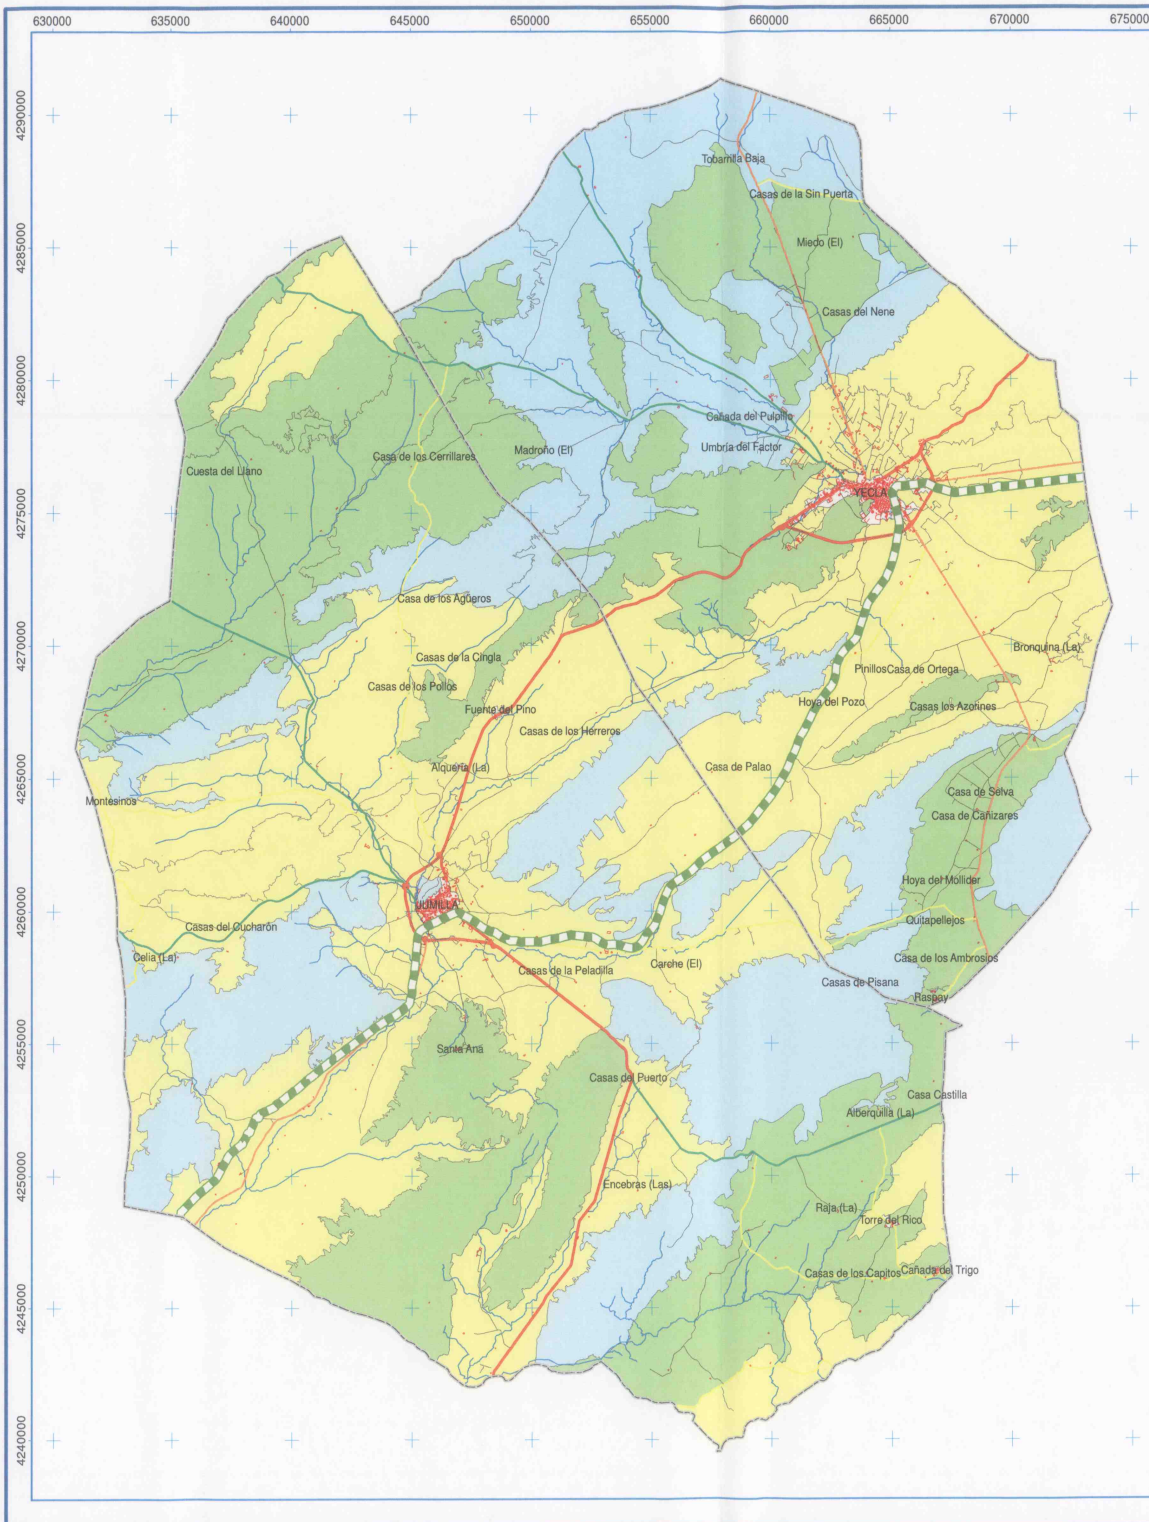 630000 635000 640000 645000 650000 655000 660000 665000 670000 675000
4290000
4285000
4280000
4275000
4270000
4265000
4260000
4255000
4250000
4245000
4240000
Tobarrilla Baja
Casas de la Sin Puerta
Miedo (El)
Casas del Nene
Cañada del Pulpillo
Umbría del Factor
Madroño (El)
Casa de los Cerrillares
Cuesta del Llano
YECLA
Casa de los Agüeros
Casas de la Cingla
Casas de los Pollos
Fuente del Pino
Casas de los Herreros
Alquería (La)
Bronquina (La)
Pinillos
Casa de Ortega
Hoya del Pozo
Casas los Azorines
Casa de Palao
Montesinos
Casa de Selva
Casa de Cañizares
Hoya del Mollidar
Quitapellejos
Casa de los Ambrosios
Casas de Pisana
Raspay
JUMILLA
Casas del Cucharón
Celia (La)
Casas de la Peladilla
Carche (El)
Santa Ana
Casas del Puerto
Casa Castilla
Alberquilla (La)
Encebras (Las)
Raja (La)
Torre del Rico
Casas de los Capitos
Cañada del Trigo